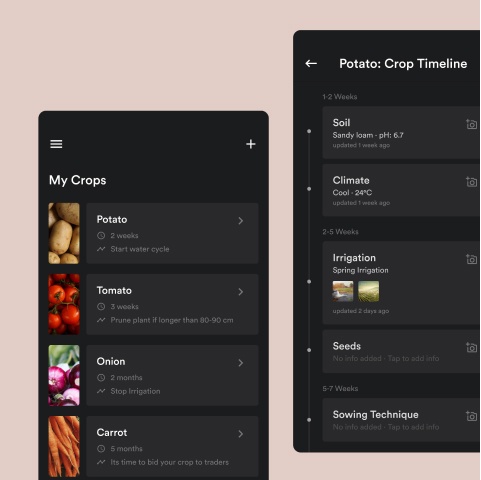 My Crops
Potato
2 weeks
Start water cycle
Tomato
3 weeks
Prune plant if longer than 80-90 cm
Onion
2 months
Stop Irrigation
Carrot
5 months
Its time to bid your crop to traders
Potato: Crop Timeline
1-2 Weeks
Soil
Sandy loam · pH: 6.7
updated 1 week ago
Climate
Cool · 24°C
updated 1 week ago
2-5 Weeks
Irrigation
Spring Irrigation
updated 2 days ago
Seeds
No info added · Tap to add info
5-7 Weeks
Sowing Technique
No info added · Tap to add info